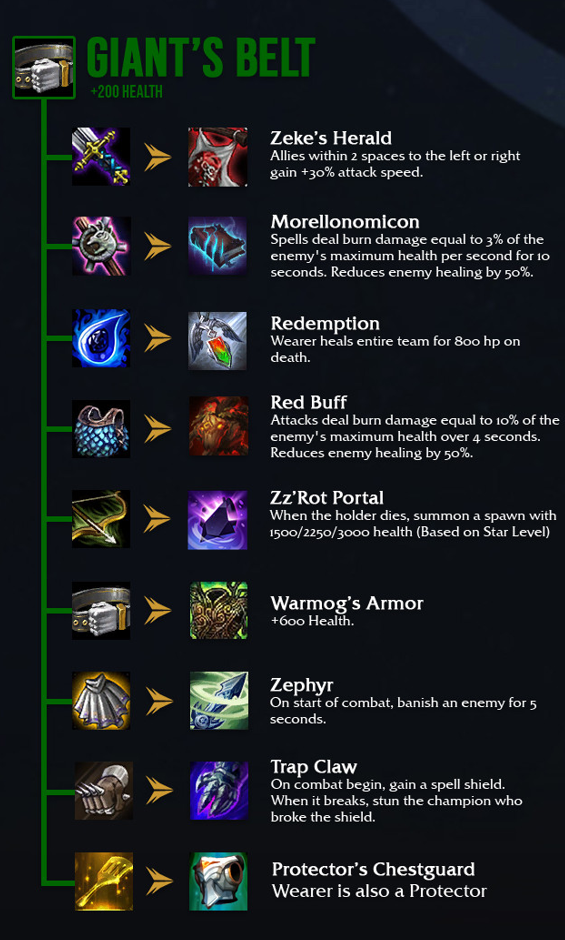 GIANT'S BELT
+200 HEALTH
Zeke's Herald
Allies within 2 spaces to the left or right
gain +30% attack speed.
Morellonomicon
Spells deal burn damage equal to 3% of the
enemy's maximum health per second for 10
seconds. Reduces enemy healing by 50%.
Redemption
Wearer heals entire team for 800 hp on
death.
Red Buff
Attacks deal burn damage equal to 10% of the
enemy's maximum health over 4 seconds.
Reduces enemy healing by 50%.
Zz'Rot Portal
When the holder dies, summon a spawn with
1500/2250/3000 health (Based on Star Level)
Warmog's Armor
+600 Health.
Zephyr
On start of combat, banish an enemy for 5
seconds.
Trap Claw
On combat begin, gain a spell shield.
When it breaks, stun the champion who
broke the shield.
Protector's Chestguard
Wearer is also a Protector